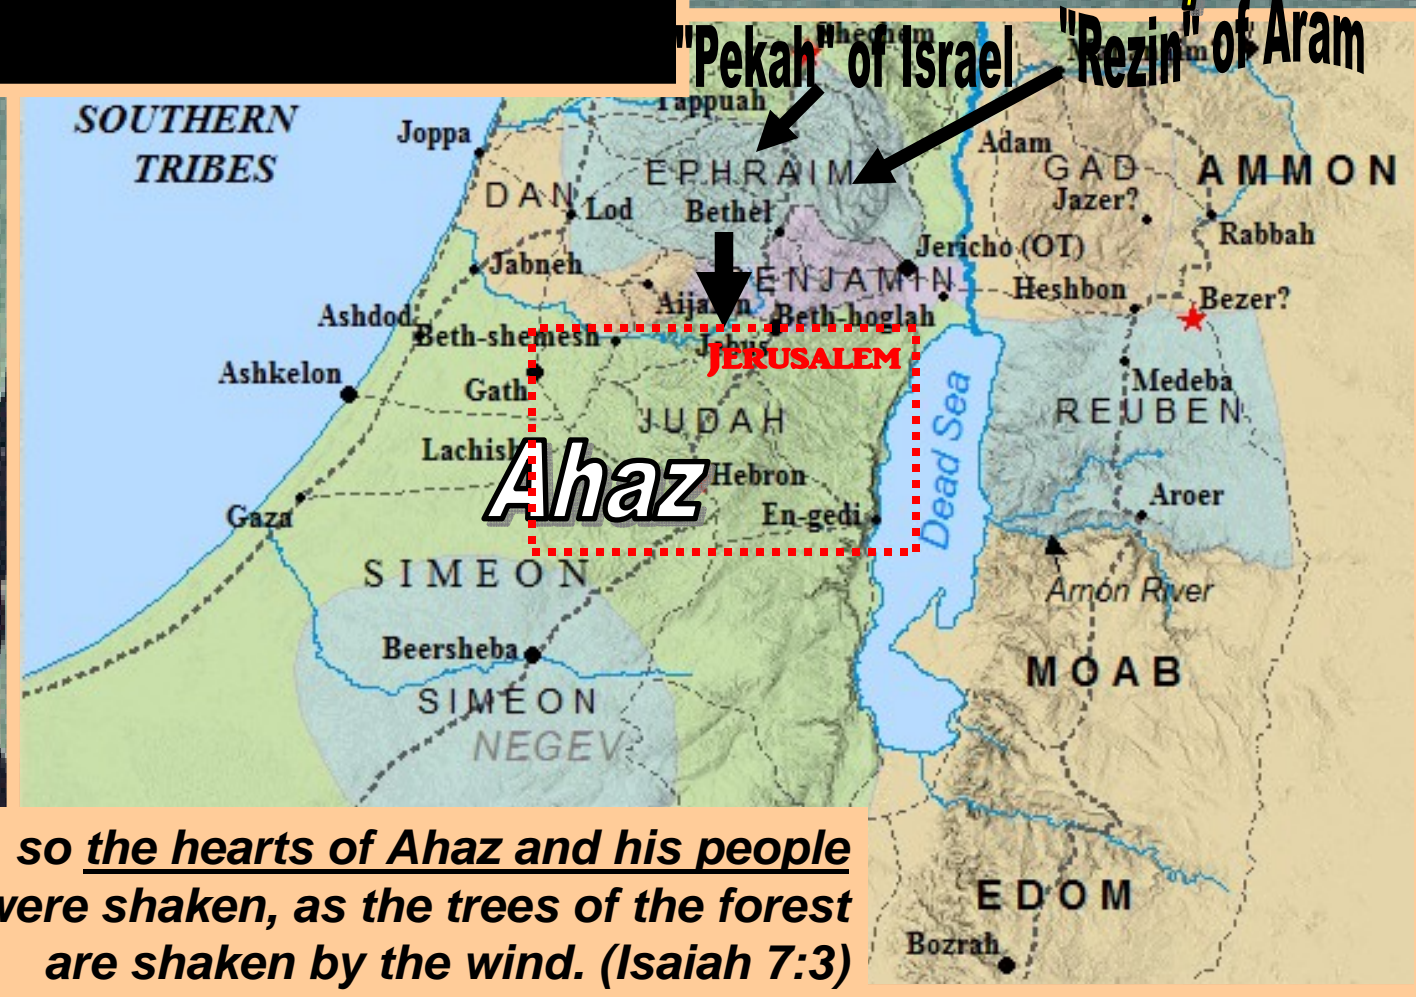 "Pekah" of Israel
"Rezin" of Aram
Shechem
Tappuah
SOUTHERN
TRIBES
Joppa
Adam
EPHRAIM
GAD
AMMON
DAN
Lod
Bethel
Jazer?
Rabbah
Jericho (OT)
Jabneh
BENJAMIN
Heshbon
Bezer?
Aijalon
Beth-hoglah
Ashdod
Beth-shemesh
Jebus
JERUSALEM
Ashkelon
Gath
Medeba
JUDAH
REUBEN
Dead Sea
Lachish
Ahaz
Hebron
Aroer
Gaza
En-gedi
SIMEON
Arnon River
Beersheba
MOAB
SIMEON
NEGEV
so the hearts of Ahaz and his people
were shaken, as the trees of the forest
are shaken by the wind. (Isaiah 7:3)
EDOM
Bozrah